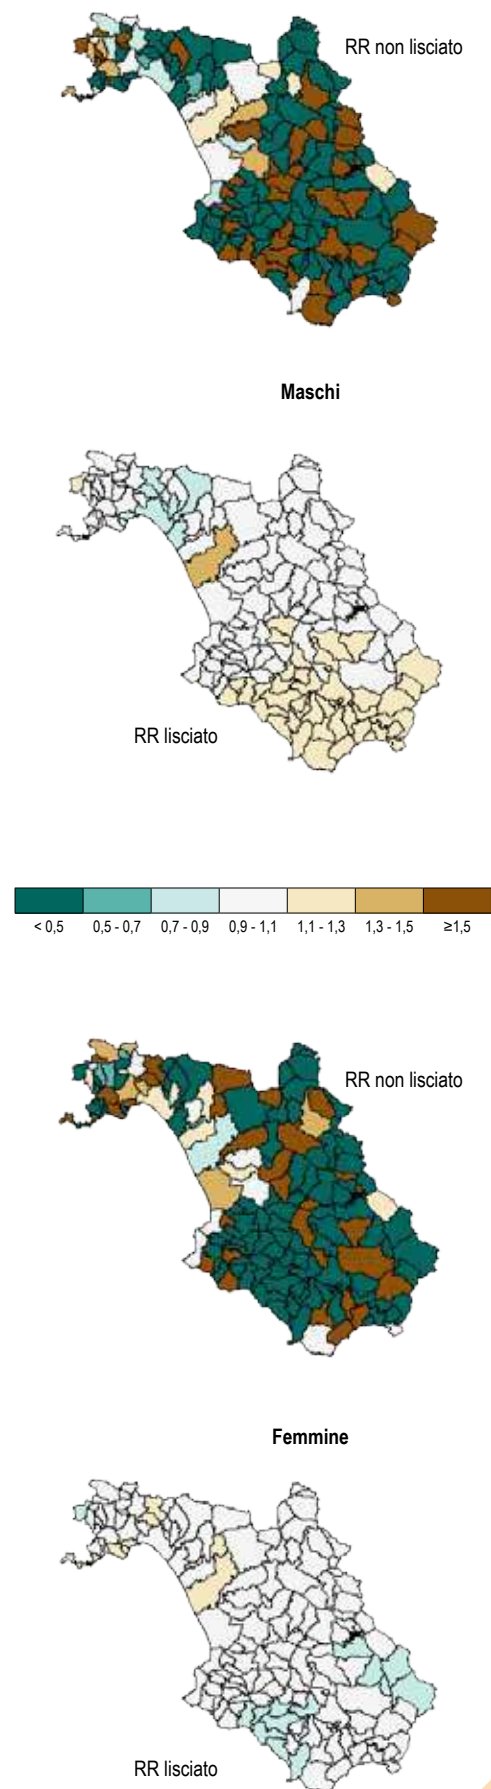 RR non lisciato
Maschi
RR lisciato
< 0,5 0,5 - 0,7 0,7 - 0,9 0,9 - 1,1 1,1 - 1,3 1,3 - 1,5 ≥1,5
RR non lisciato
Femmine
RR lisciato